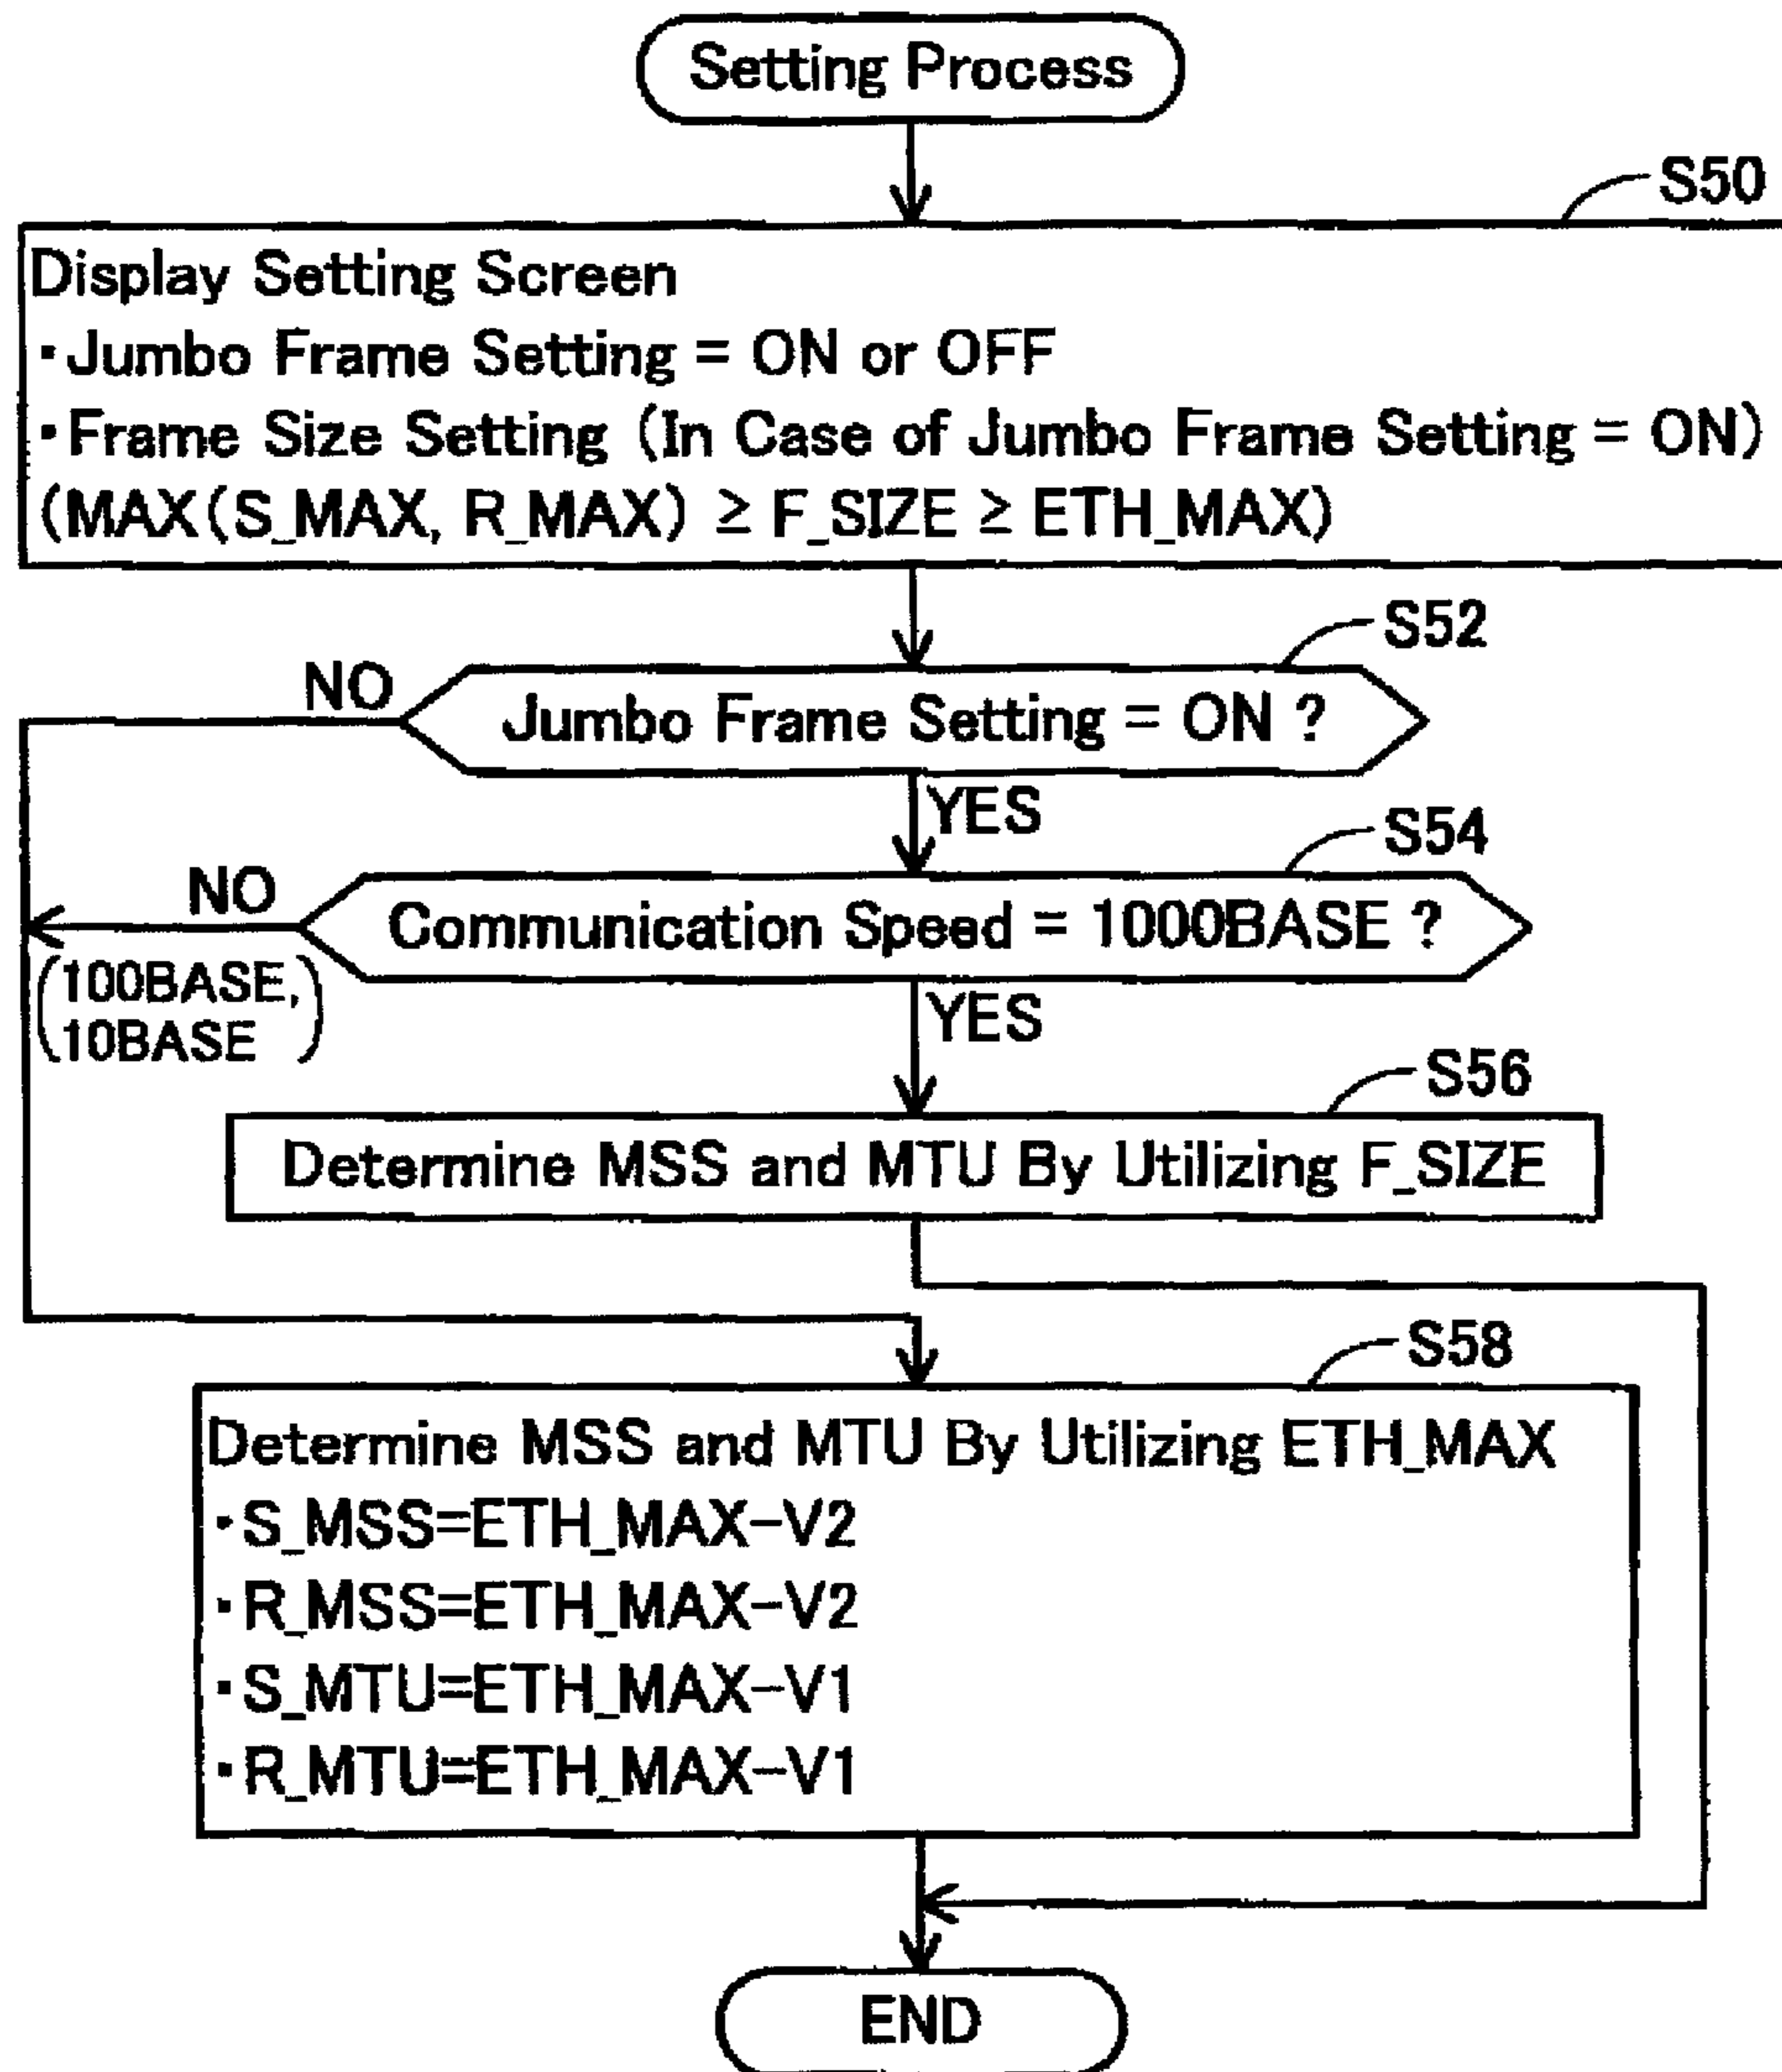 Setting Process
S50
Display Setting Screen
・Jumbo Frame Setting = ON or OFF
・Frame Size Setting (In Case of Jumbo Frame Setting = ON)
(MAX(S_MAX, R_MAX) ≥ F_SIZE ≥ ETH_MAX)
S52
NO
Jumbo Frame Setting = ON ?
YES
S54
NO
Communication Speed = 1000BASE ?
(100BASE,
10BASE)
YES
S56
Determine MSS and MTU By Utilizing F_SIZE
S58
Determine MSS and MTU By Utilizing ETH_MAX
・S_MSS=ETH_MAX-V2
・R_MSS=ETH_MAX-V2
・S_MTU=ETH_MAX-V1
・R_MTU=ETH_MAX-V1
END